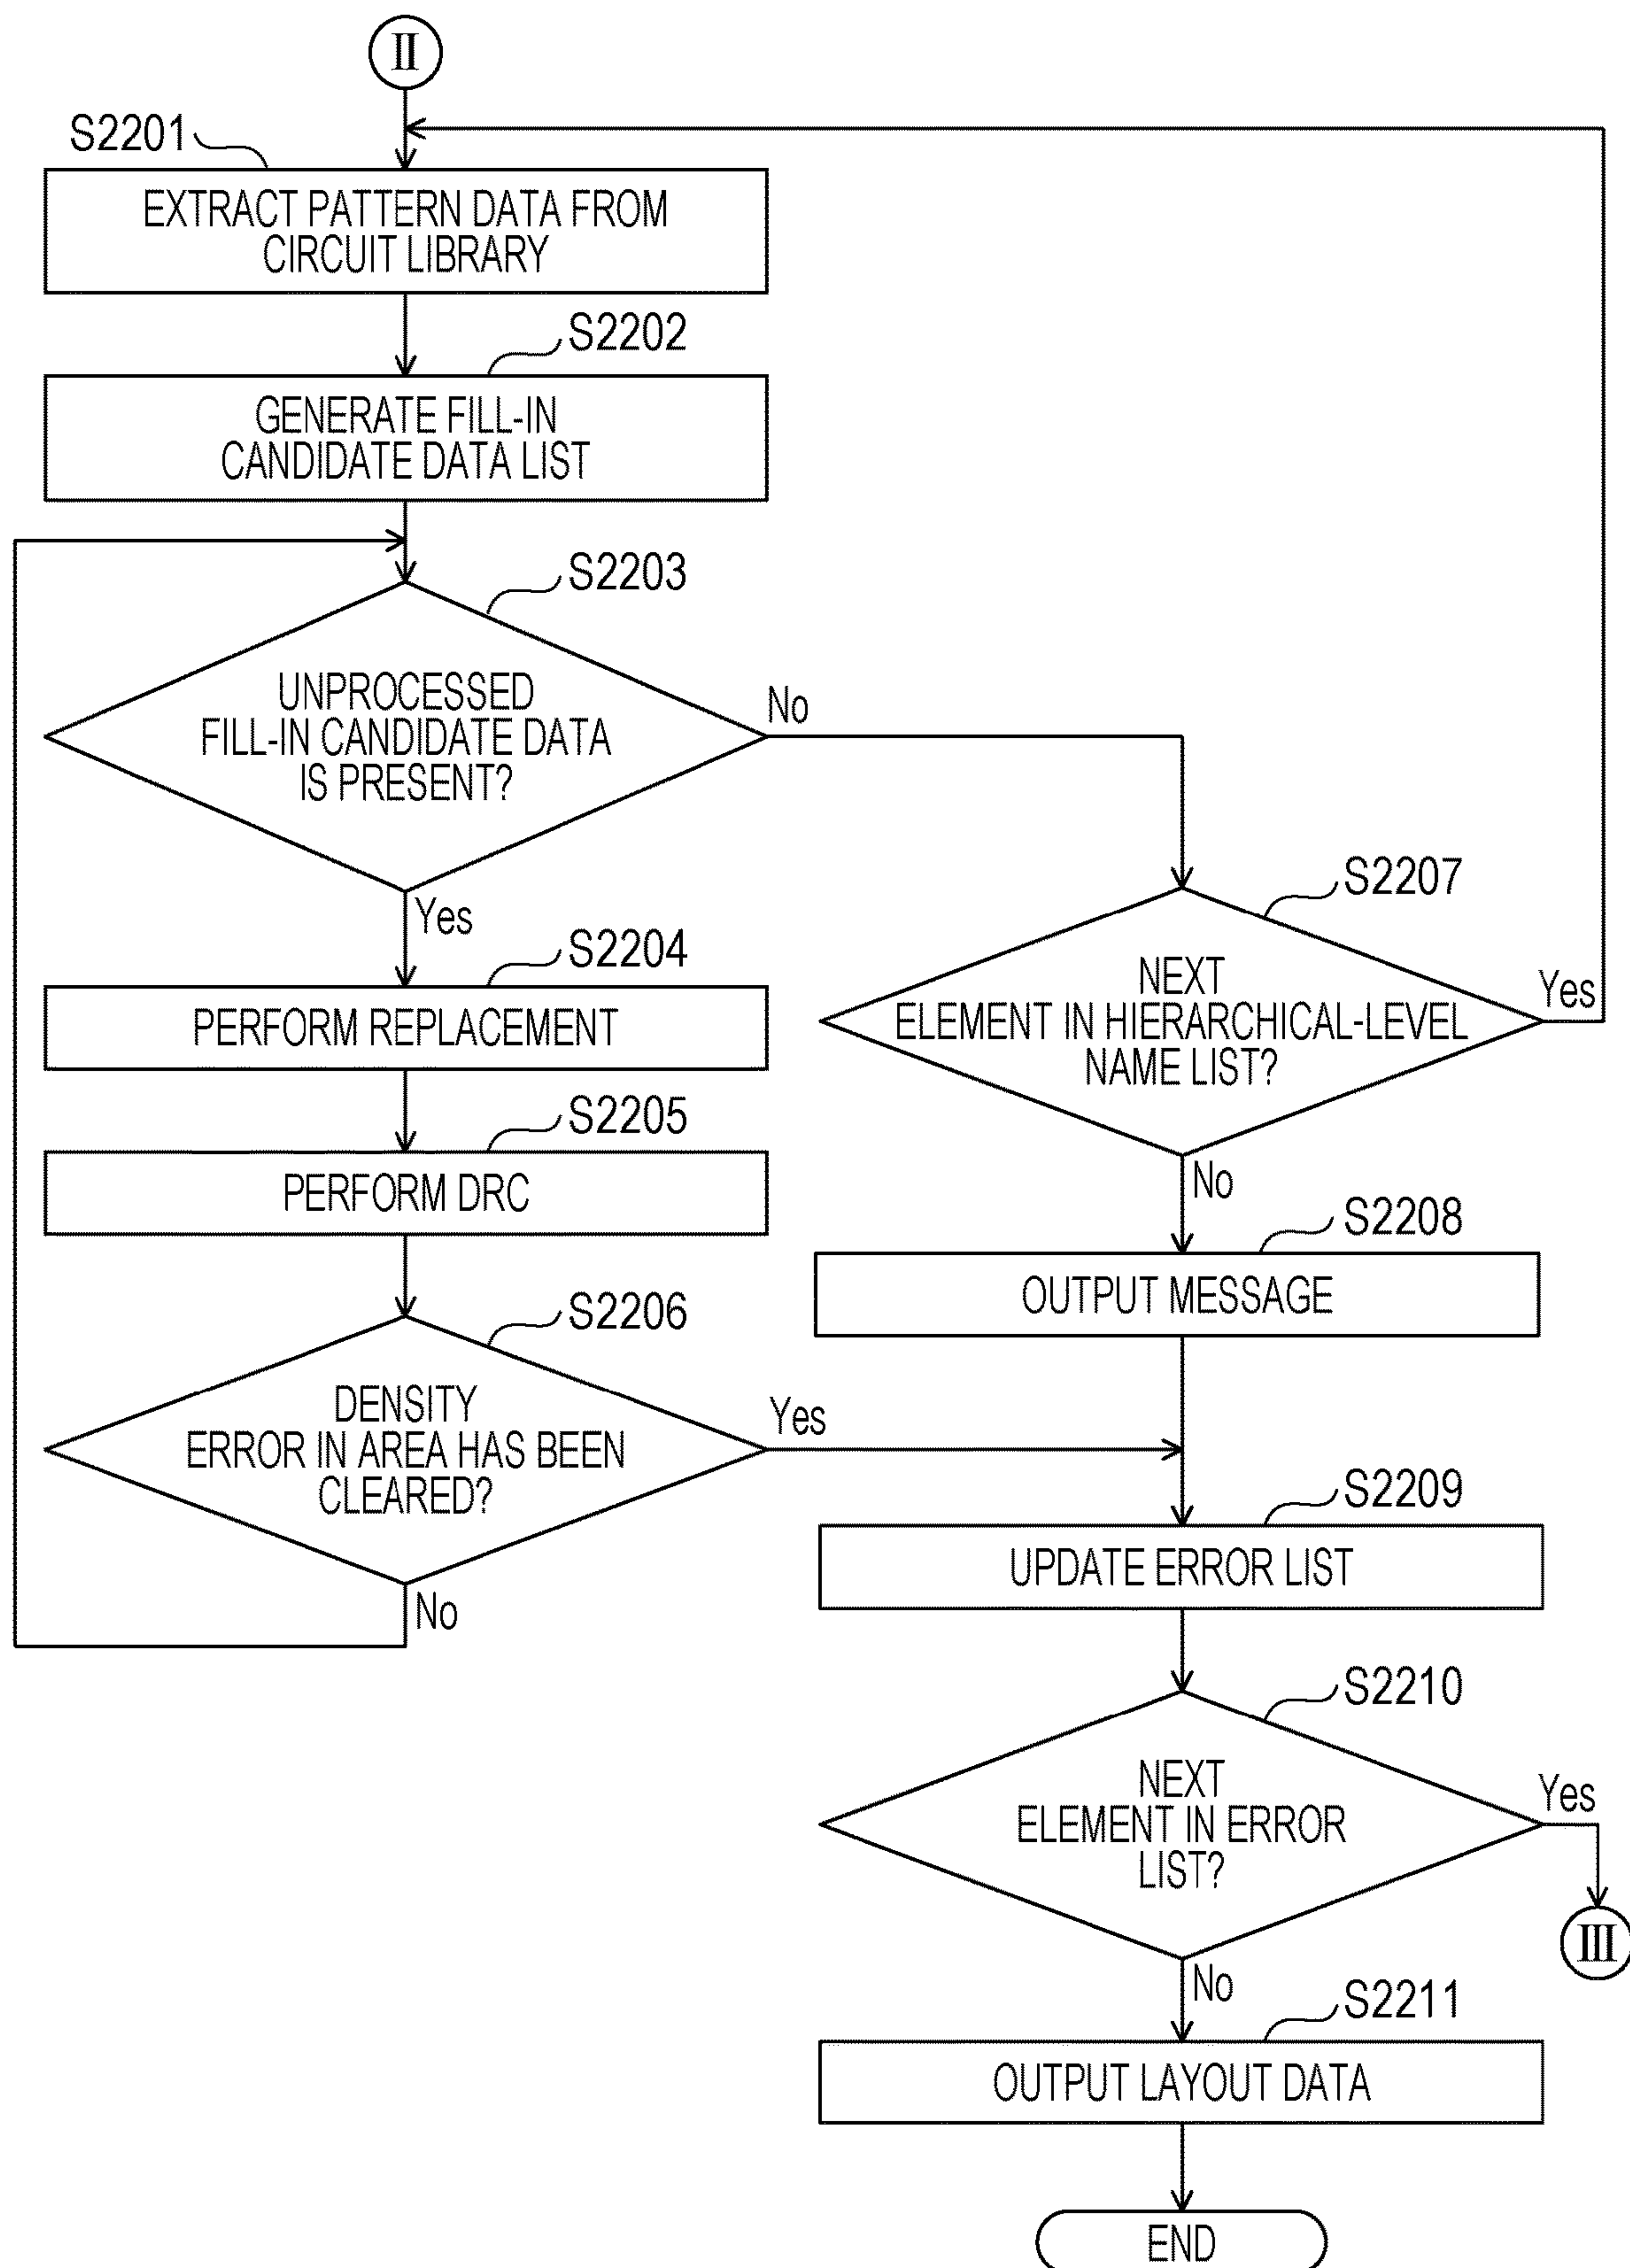 II
S2201
EXTRACT PATTERN DATA FROM
CIRCUIT LIBRARY
S2202
GENERATE FILL-IN
CANDIDATE DATA LIST
S2203
UNPROCESSED
FILL-IN CANDIDATE DATA
IS PRESENT?
No
Yes
S2204
PERFORM REPLACEMENT
S2205
PERFORM DRC
S2206
DENSITY
ERROR IN AREA HAS BEEN
CLEARED?
Yes
No
S2207
NEXT
ELEMENT IN HIERARCHICAL-LEVEL
NAME LIST?
Yes
No
S2208
OUTPUT MESSAGE
S2209
UPDATE ERROR LIST
S2210
NEXT
ELEMENT IN ERROR
LIST?
Yes
III
No
S2211
OUTPUT LAYOUT DATA
END